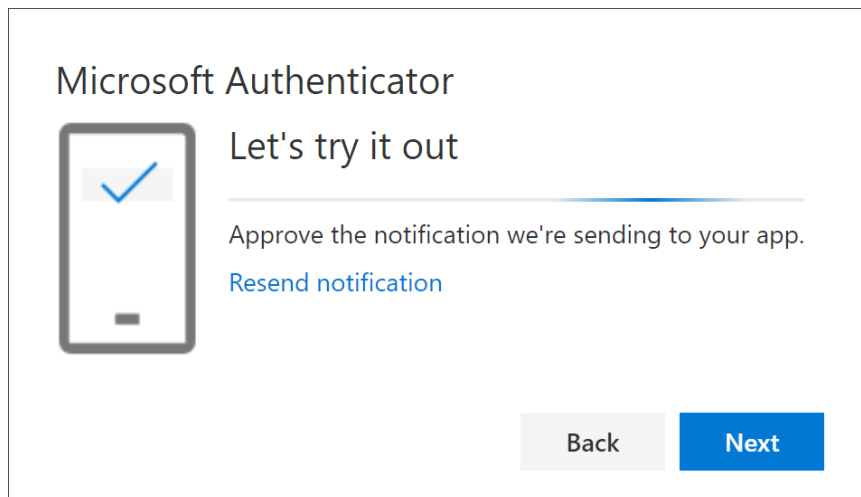 Microsoft Authenticator
Let's try it out
Approve the notification we're sending to your app.
Resend notification
Back
Next